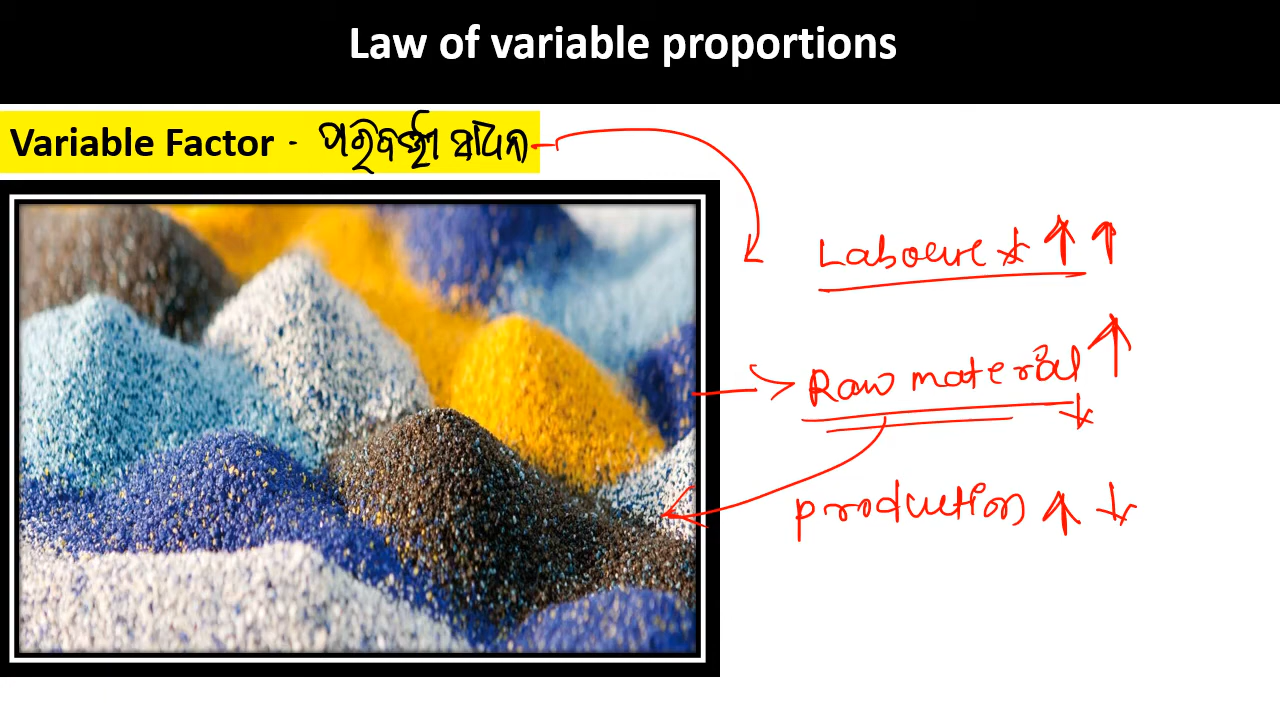 Law of variable proportions
Variable Factor - ପରିବର୍ତ୍ତୀ ସାଧନ
Labour ↓ ↑ ↑
Raw material ↑ ↓
production ↑ ↓